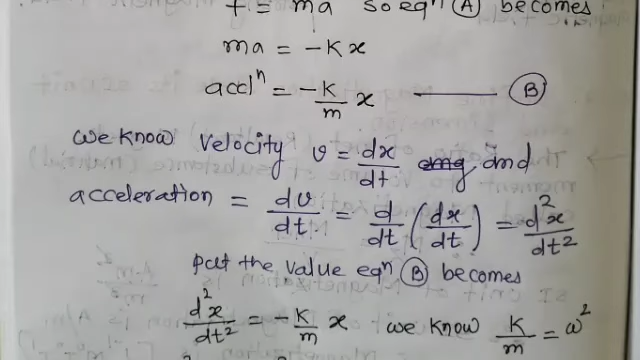 f = ma so eqn (A) becomes
ma = -Kx
accln = -K/m x ——— (B)
we know velocity v = dx/dt and
acceleration = dv/dt = d/dt (dx/dt) = d²x/dt²
put the value eqn (B) becomes
d²x/dt² = -K/m x we know K/m = ω²